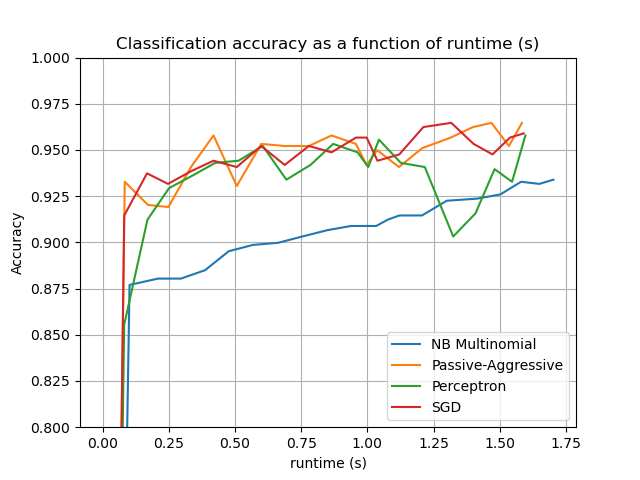 Classification accuracy as a function of runtime (s)
1.000
0.975
0.950
0.925
0.900
0.875
0.850
0.825
0.800
Accuracy
NB Multinomial
Passive-Aggressive
Perceptron
SGD
0.00 0.25 0.50 0.75 1.00 1.25 1.50 1.75
runtime (s)